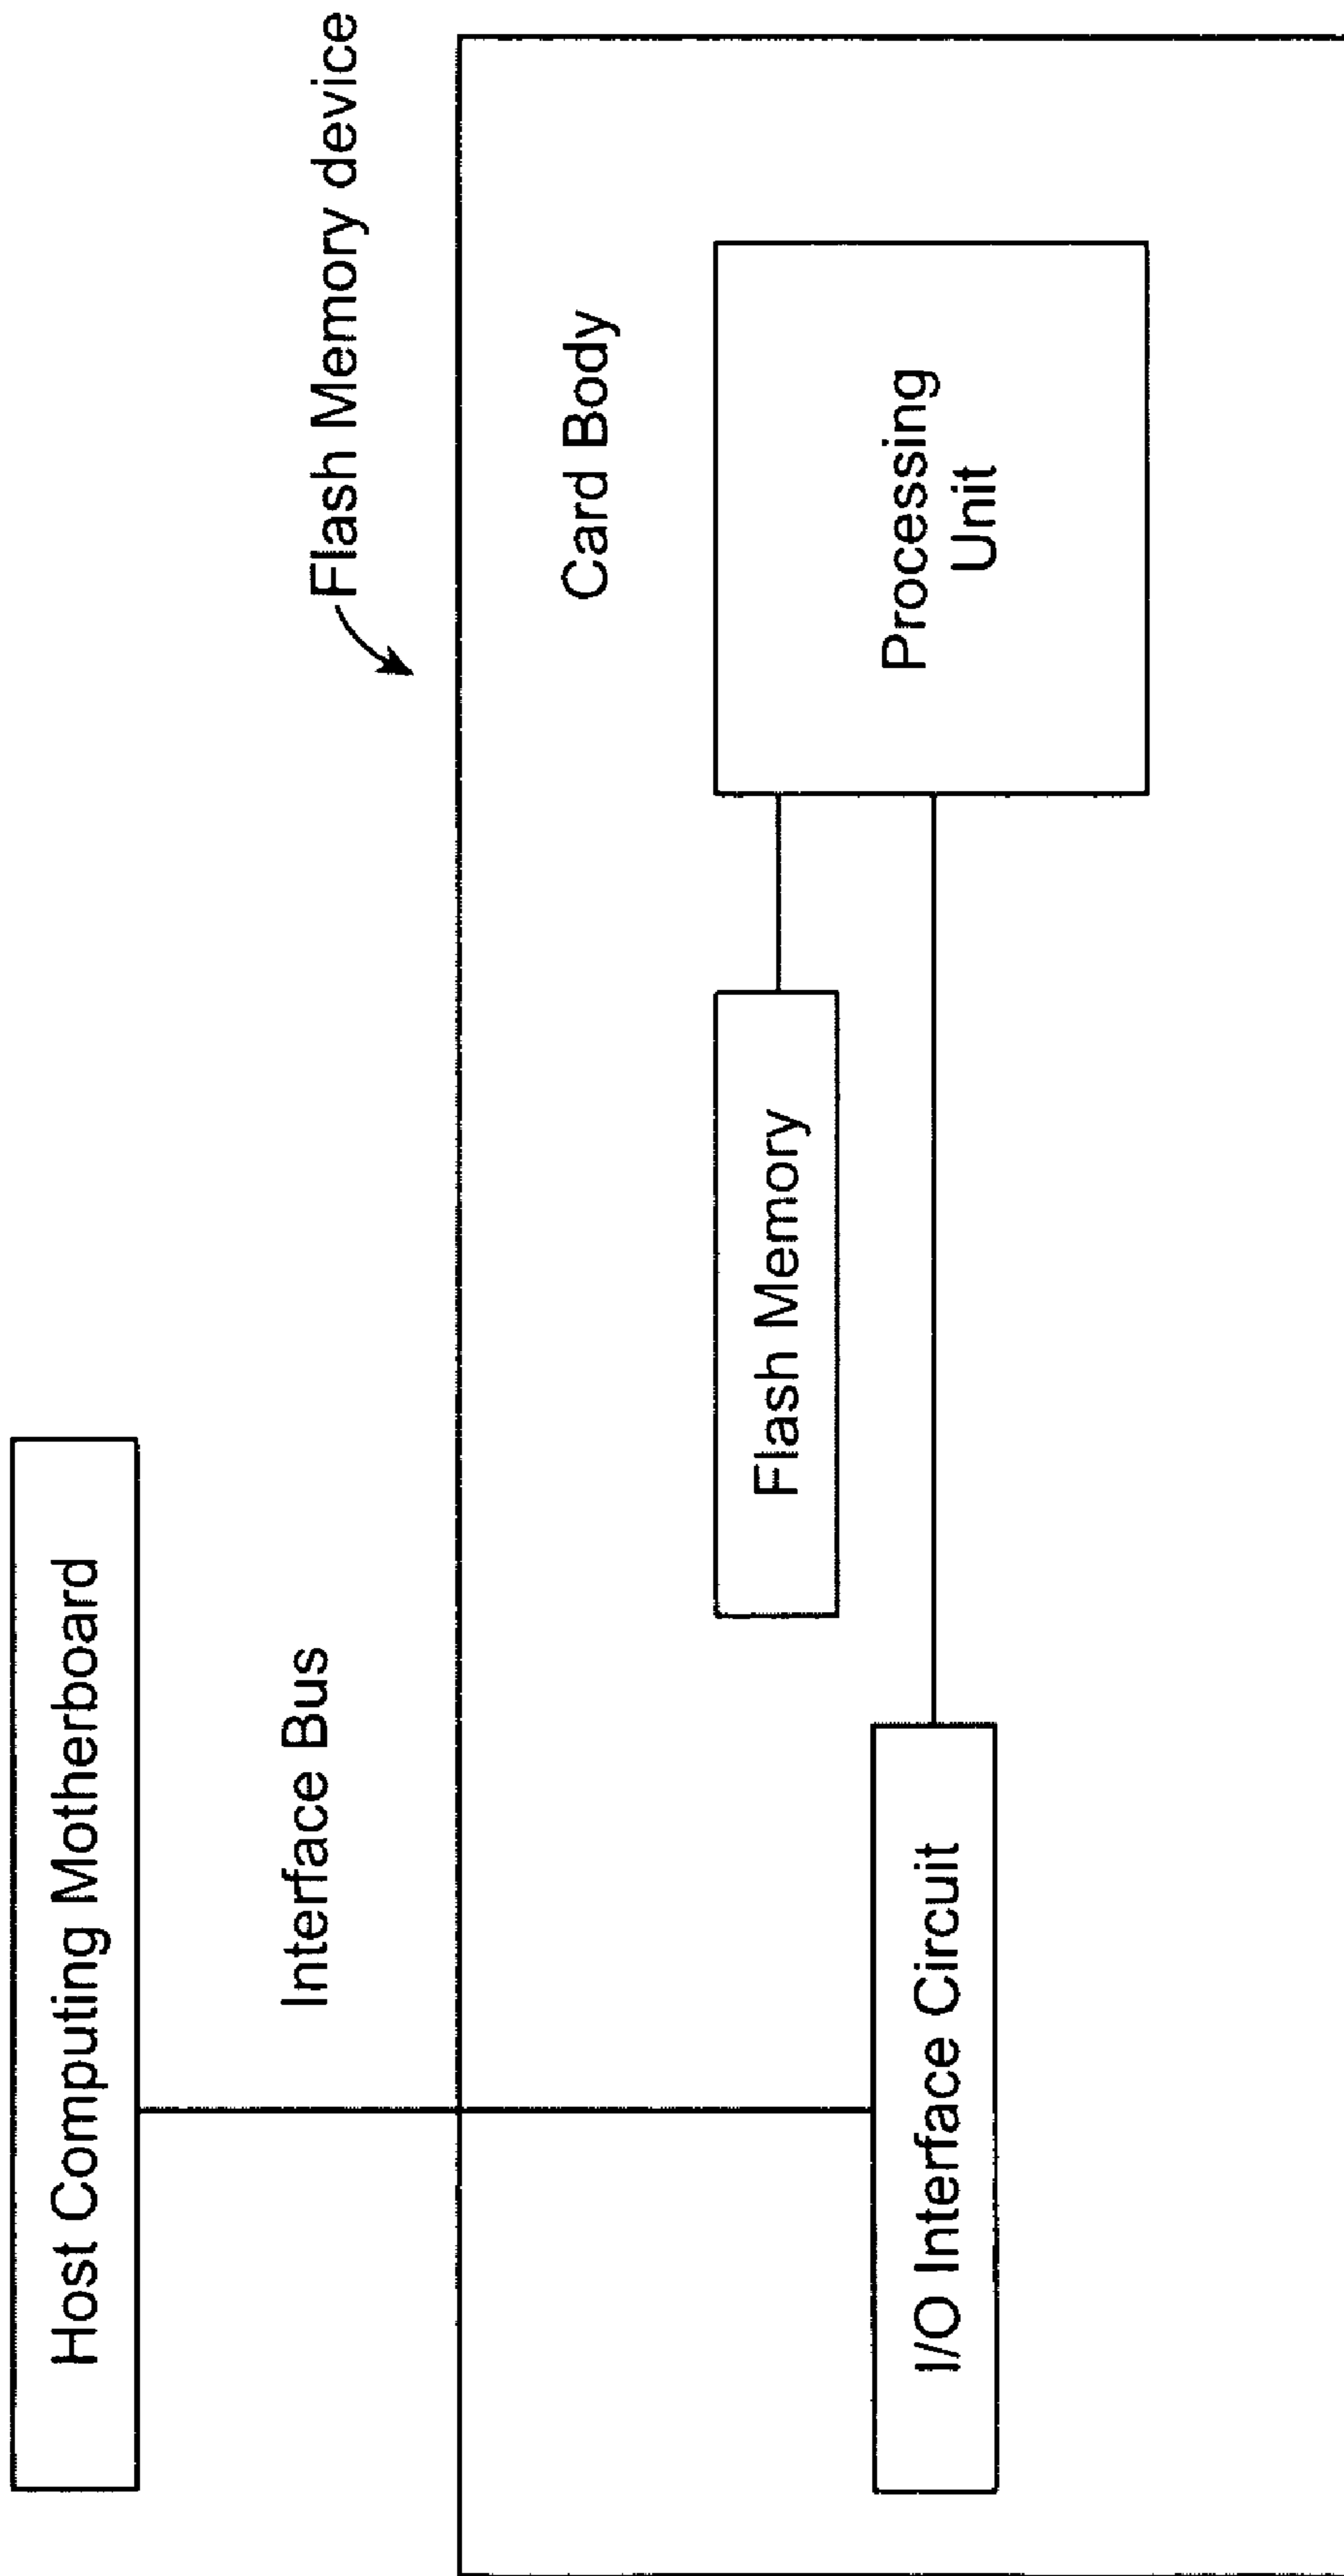 Host Computing Motherboard
Interface Bus
Flash Memory device
Card Body
Flash Memory
Processing
Unit
I/O Interface Circuit